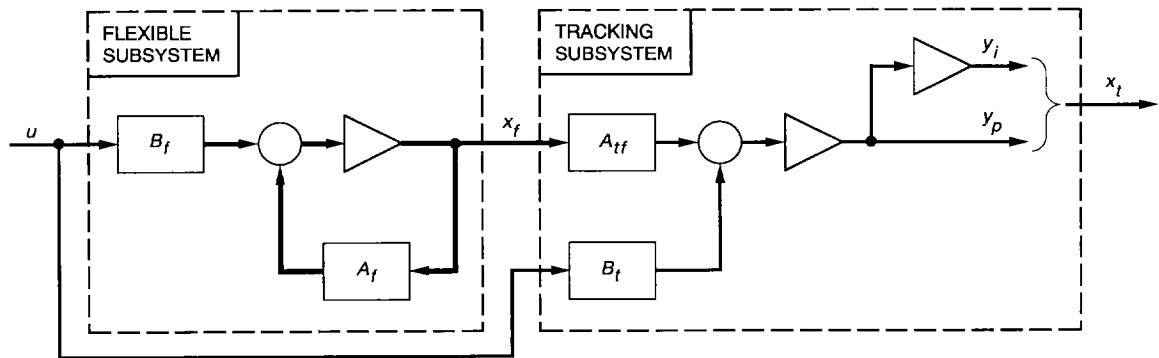 FLEXIBLE
SUBSYSTEM
TRACKING
SUBSYSTEM
y_i
x_t
u
B_f
x_f
A_tf
y_p
A_f
B_t